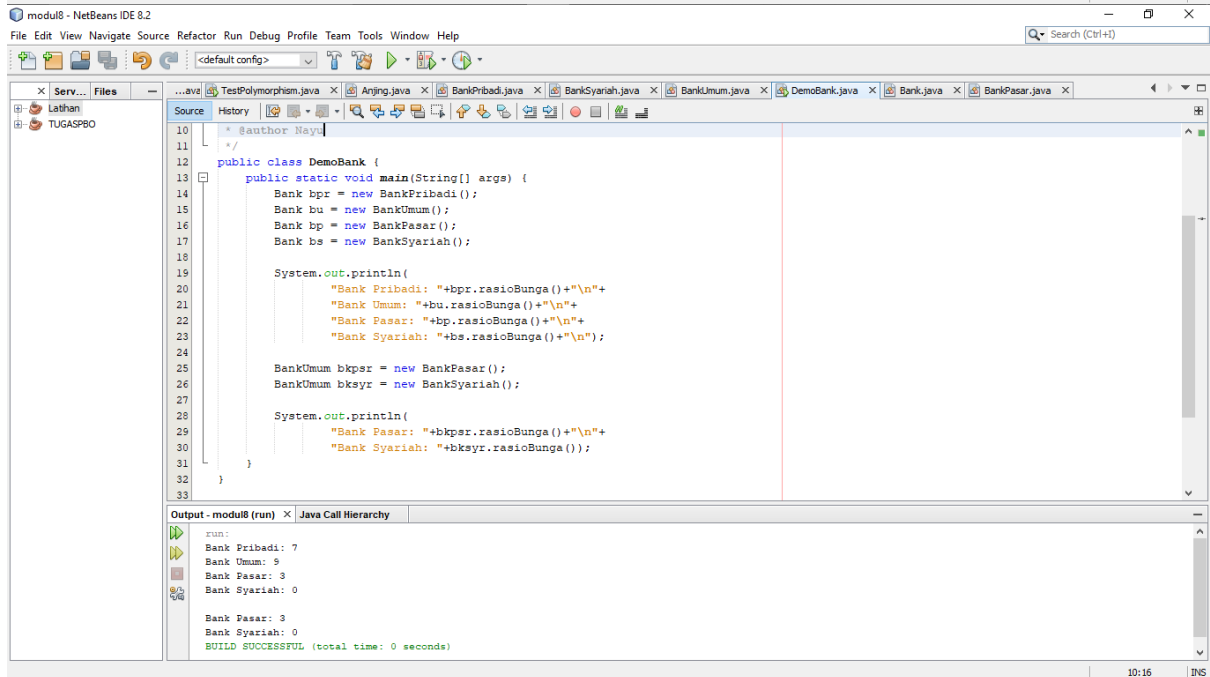 modul8 - NetBeans IDE 8.2
File Edit View Navigate Source Refactor Run Debug Profile Team Tools Window Help
Search (Ctrl+I)
<default config>
Serv... Files
...ava TestPolymorphism.java Anjing.java BankPribadi.java BankSyariah.java BankUmum.java DemoBank.java Bank.java BankPasar.java
Latihan
TUGASPBO
Source History
10 * @author Nayu
11 */
12 public class DemoBank {
13 public static void main(String[] args) {
14 Bank bpr = new BankPribadi();
15 Bank bu = new BankUmum();
16 Bank bp = new BankPasar();
17 Bank bs = new BankSyariah();
18
19 System.out.println(
20 "Bank Pribadi: "+bpr.rasioBunga()+"\n"+
21 "Bank Umum: "+bu.rasioBunga()+"\n"+
22 "Bank Pasar: "+bp.rasioBunga()+"\n"+
23 "Bank Syariah: "+bs.rasioBunga()+"\n");
24
25 BankUmum bkpsr = new BankPasar();
26 BankUmum bksyr = new BankSyariah();
27
28 System.out.println(
29 "Bank Pasar: "+bkpsr.rasioBunga()+"\n"+
30 "Bank Syariah: "+bksyr.rasioBunga());
31 }
32 }
33
Output - modul8 (run) Java Call Hierarchy
run:
Bank Pribadi: 7
Bank Umum: 9
Bank Pasar: 3
Bank Syariah: 0
Bank Pasar: 3
Bank Syariah: 0
BUILD SUCCESSFUL (total time: 0 seconds)
10:16 INS